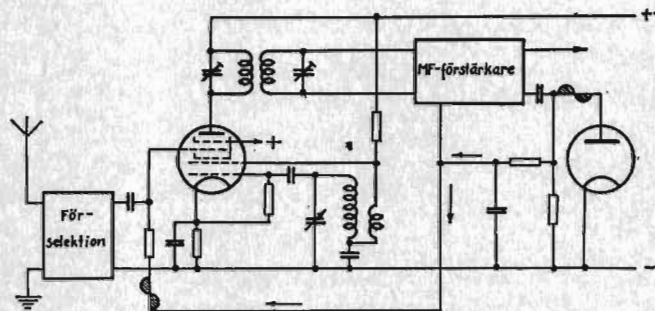 +
MF-förstärkare
+
För-
selektion
-